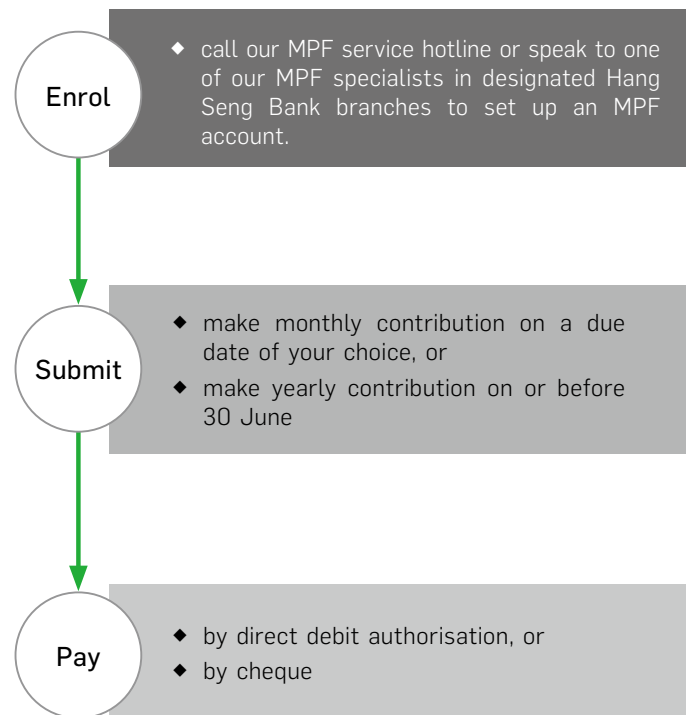 Enrol
◆ call our MPF service hotline or speak to one
of our MPF specialists in designated Hang
Seng Bank branches to set up an MPF
account.
Submit
◆ make monthly contribution on a due
date of your choice, or
◆ make yearly contribution on or before
30 June
Pay
◆ by direct debit authorisation, or
◆ by cheque